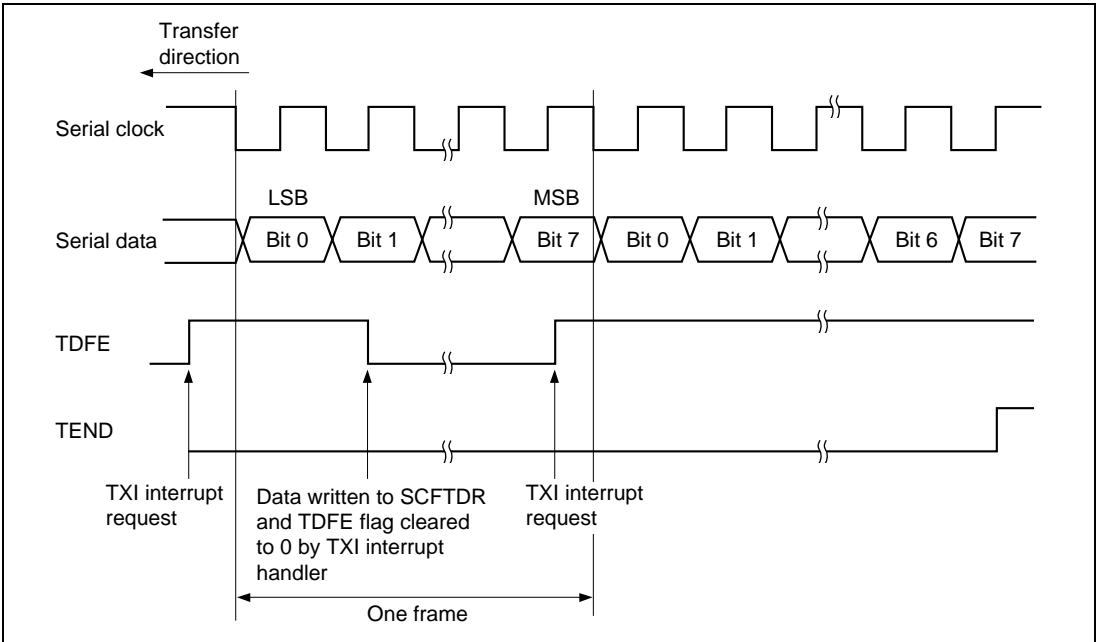 Transfer
direction
Serial clock
LSB MSB
Serial data Bit 0 Bit 1 Bit 7 Bit 0 Bit 1 Bit 6 Bit 7
TDFE
TEND
TXI interrupt
request
Data written to SCFTDR
and TDFE flag cleared
to 0 by TXI interrupt
handler
TXI interrupt
request
One frame